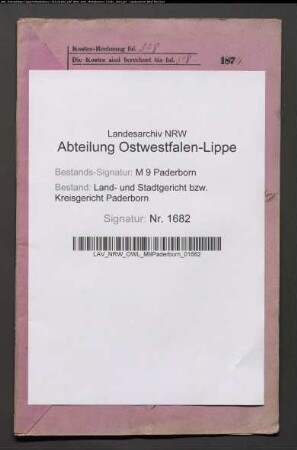 Kosten-Rechnung fol.
Die Kosten sind berechnet bis fol. 187
Landesarchiv NRW
Abteilung Ostwestfalen-Lippe
Bestands-Signatur: M 9 Paderborn
Bestand: Land- und Stadtgericht bzw.
Kreisgericht Paderborn
Signatur: Nr. 1682
LAV_NRW_OWL_M9Paderborn_01682